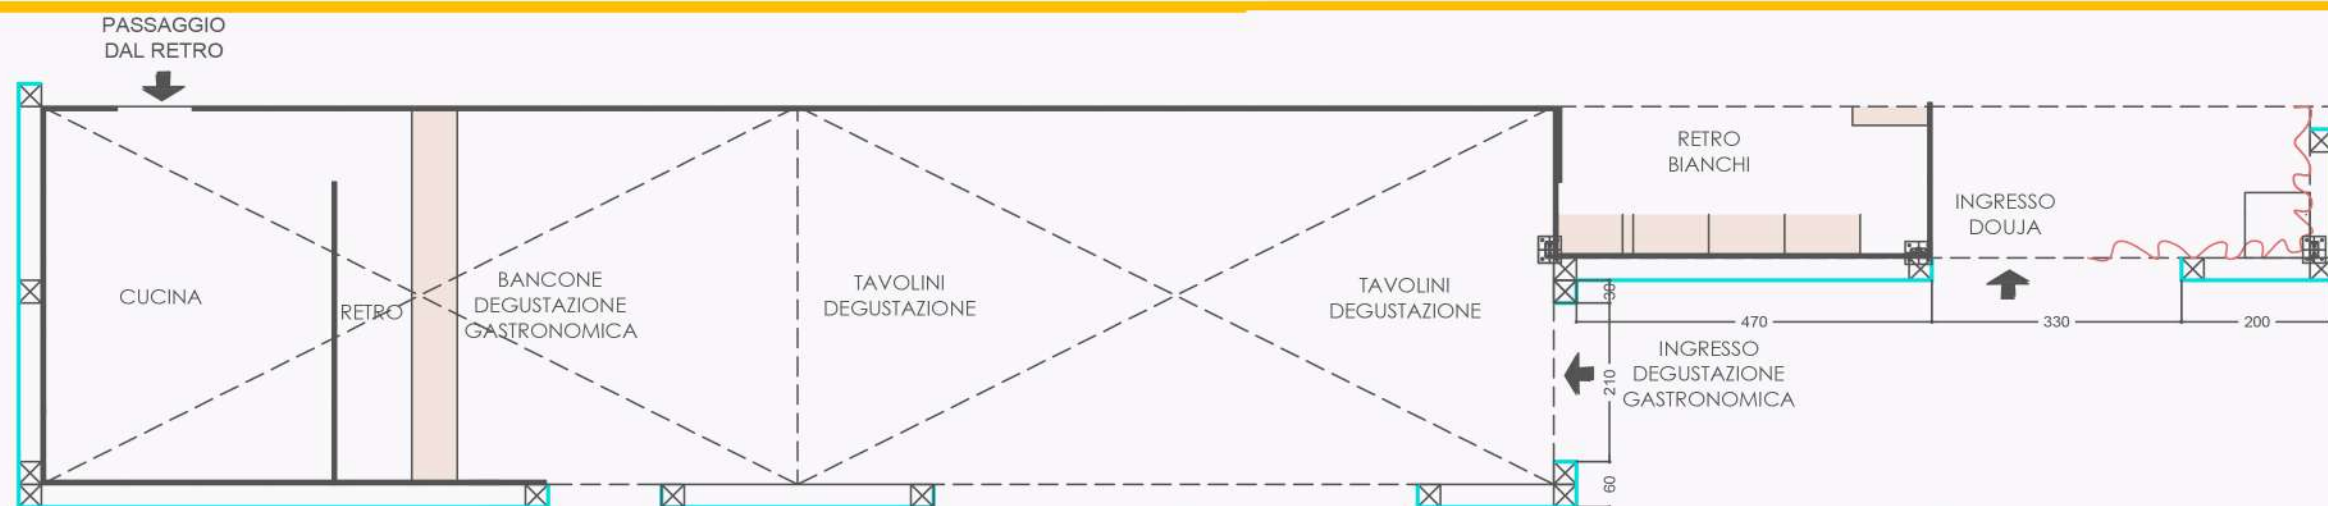 PASSAGGIO
DAL RETRO
CUCINA
RETRO
BANCONE
DEGUSTAZIONE
GASTRONOMICA
TAVOLINI
DEGUSTAZIONE
TAVOLINI
DEGUSTAZIONE
RETRO
BIANCHI
INGRESSO
DOUJA
30
470
330
200
INGRESSO
DEGUSTAZIONE
GASTRONOMICA
210
60